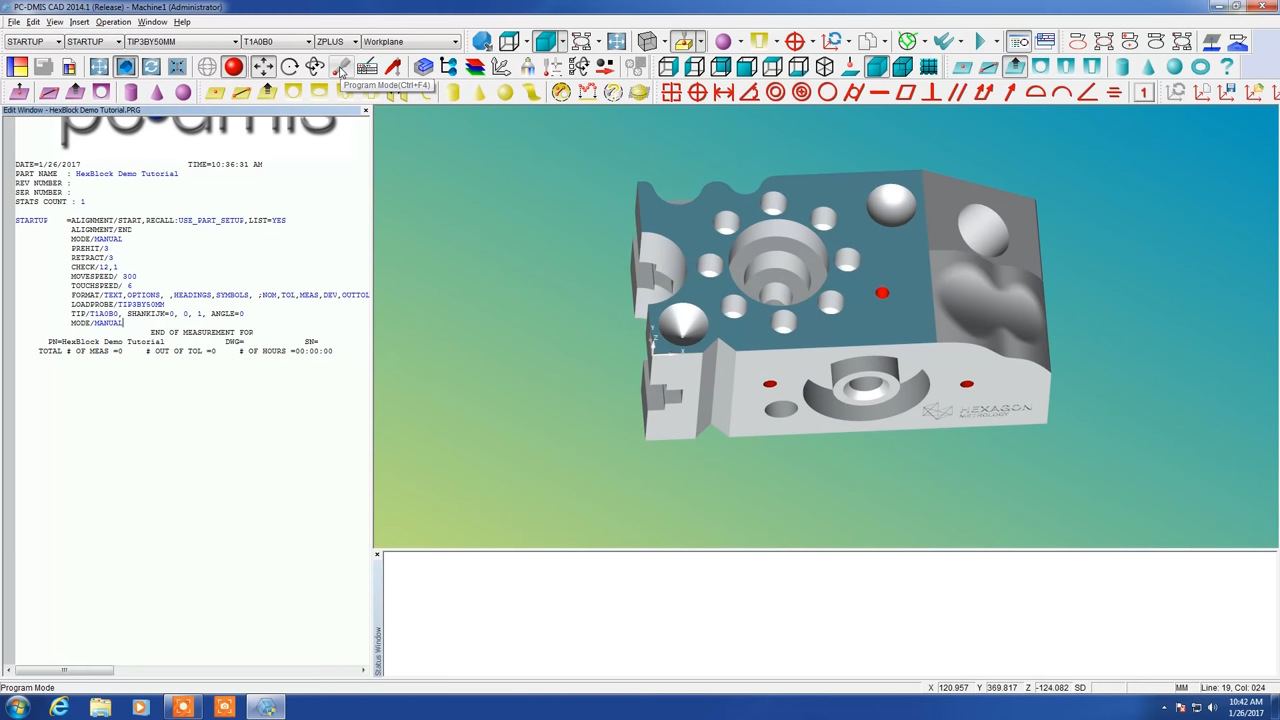 PC-DMIS CAD 2014.1 (Release) - Machine1 (Administrator)
File Edit View Insert Operation Window Help
STARTUP STARTUP TIP3BY50MM T1A0B0 ZPLUS Workplane
Program Mode(Ctrl+F4)
Edit Window - HexBlock Demo Tutorial.PRG
pc-dmis
DATE=1/26/2017 TIME=10:36:31 AM
PART NAME : HexBlock Demo Tutorial
REV NUMBER :
SER NUMBER :
STATS COUNT : 1
STARTUP =ALIGNMENT/START,RECALL:USE_PART_SETUP,LIST=YES
ALIGNMENT/END
MODE/MANUAL
PREHIT/3
RETRACT/3
CHECK/12,1
MOVESPEED/ 300
TOUCHSPEED/ 6
FORMAT/TEXT,OPTIONS, ,HEADINGS,SYMBOLS, ;NOM,TOL,MEAS,DEV,OUTTOL
LOADPROBE/TIP3BY50MM
TIP/T1A0B0, SHANKIJK=0, 0, 1, ANGLE=0
MODE/MANUAL
END OF MEASUREMENT FOR
PN=HexBlock Demo Tutorial DWG= SN=
TOTAL # OF MEAS =0 # OUT OF TOL =0 # OF HOURS =00:00:00
HEXAGON
METROLOGY
Status Window
Program Mode
X 120.957 Y 369.817 Z -124.082 SD MM Line: 19, Col: 024
10:42 AM
1/26/2017